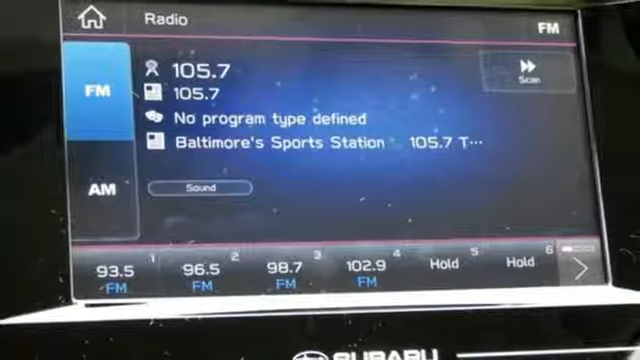 Radio
FM
105.7
Scan
FM
105.7
No program type defined
Baltimore's Sports Station 105.7 T...
AM
Sound
1 2 3 4 5 6
93.5 96.5 98.7 102.9 Hold Hold
FM FM FM FM
SUBARU